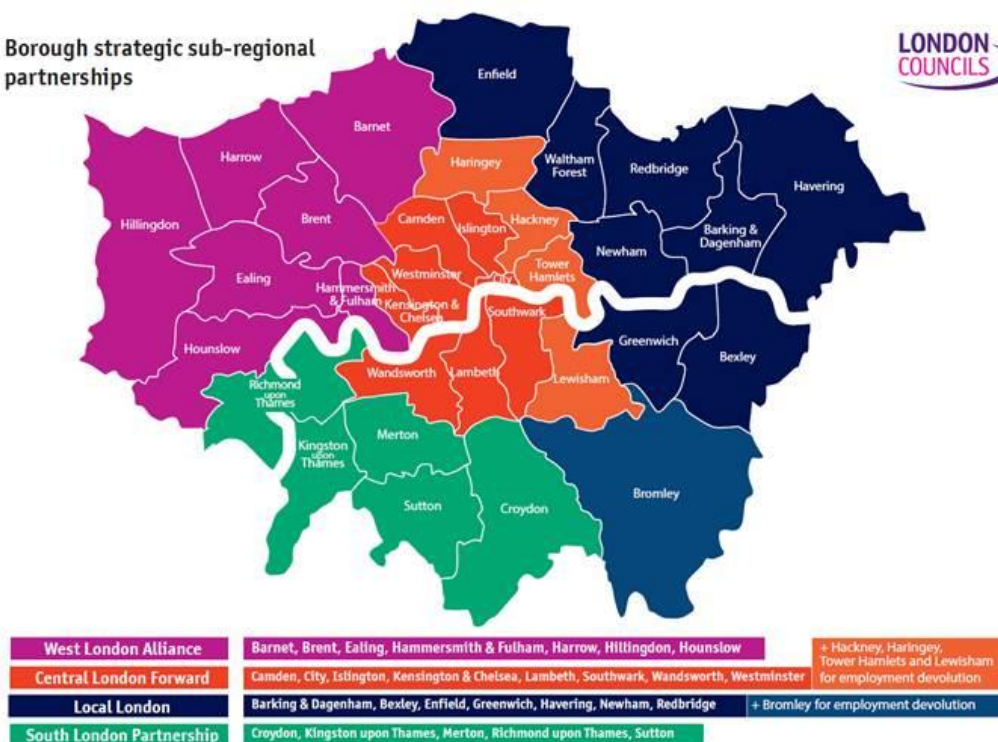 Borough strategic sub-regional
partnerships
LONDON
COUNCILS
Enfield
Barnet
Harrow
Haringey
Waltham
Forest
Redbridge
Havering
Hillingdon
Brent
Camden
Islington
Hackney
Barking &
Dagenham
Newham
Ealing
Westminster
Tower
Hamlets
City
Hammersmith
& Fulham
Kensington &
Chelsea
Southwark
Hounslow
Greenwich
Bexley
Wandsworth
Lambeth
Lewisham
Richmond
upon
Thames
Merton
Kingston
upon
Thames
Bromley
Sutton
Croydon
West London Alliance
Barnet, Brent, Ealing, Hammersmith & Fulham, Harrow, Hillingdon, Hounslow
+ Hackney, Haringey,
Tower Hamlets and Lewisham
for employment devolution
Central London Forward
Camden, City, Islington, Kensington & Chelsea, Lambeth, Southwark, Wandsworth, Westminster
Local London
Barking & Dagenham, Bexley, Enfield, Greenwich, Havering, Newham, Redbridge
+ Bromley for employment devolution
South London Partnership
Croydon, Kingston upon Thames, Merton, Richmond upon Thames, Sutton